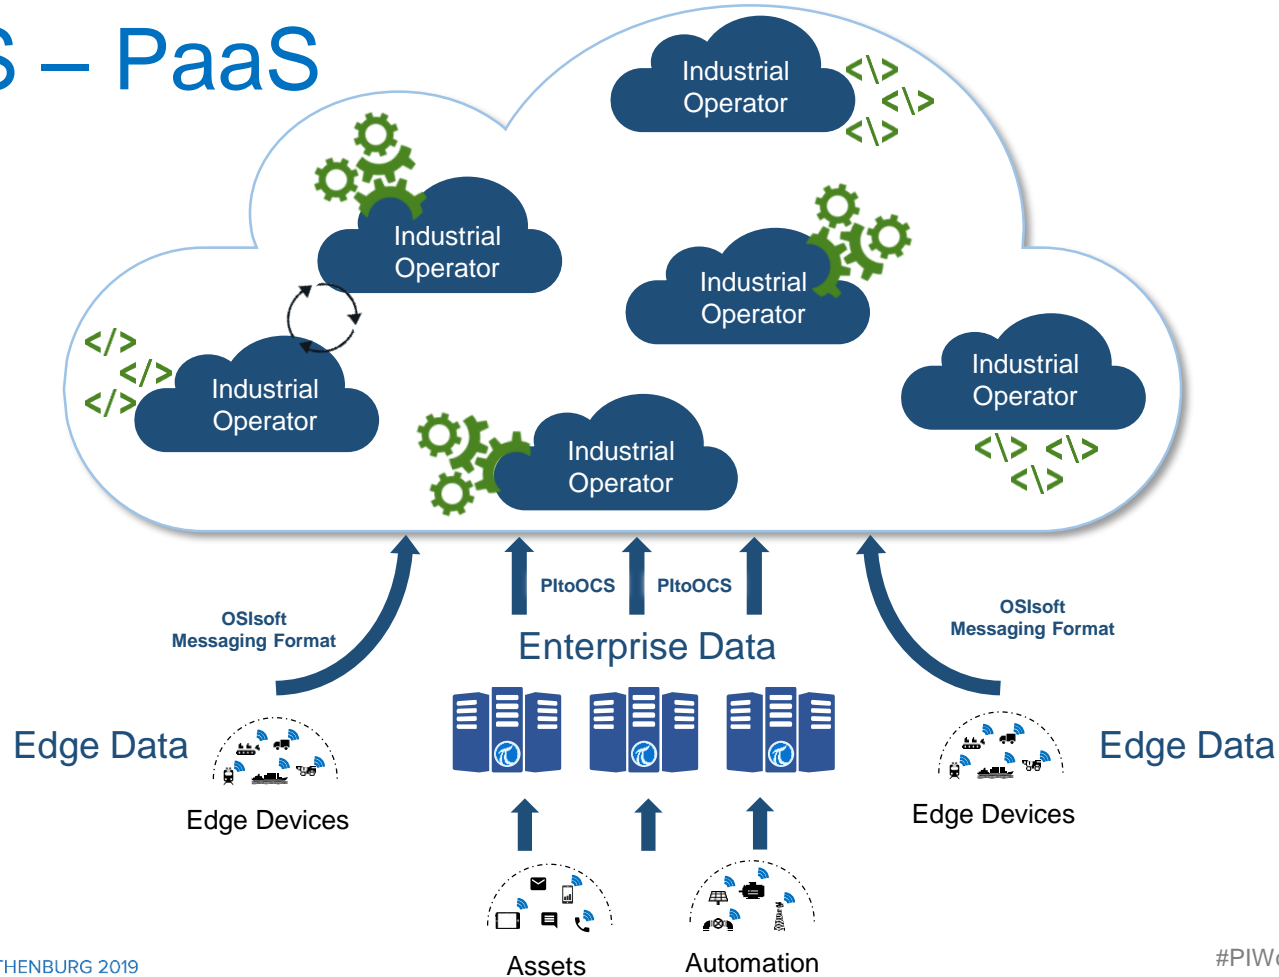 S – PaaS
Industrial
Operator
</>
</>
</>
Industrial
Operator
Industrial
Operator
</>
</>
</>
Industrial
Operator
Industrial
Operator
<\>
<\>
<\>
Industrial
Operator
PItoOCS
PItoOCS
OSIsoft
Messaging Format
OSIsoft
Messaging Format
Enterprise Data
Edge Data
Edge Data
Edge Devices
Edge Devices
Assets
Automation
THENBURG 2019
#PIWo